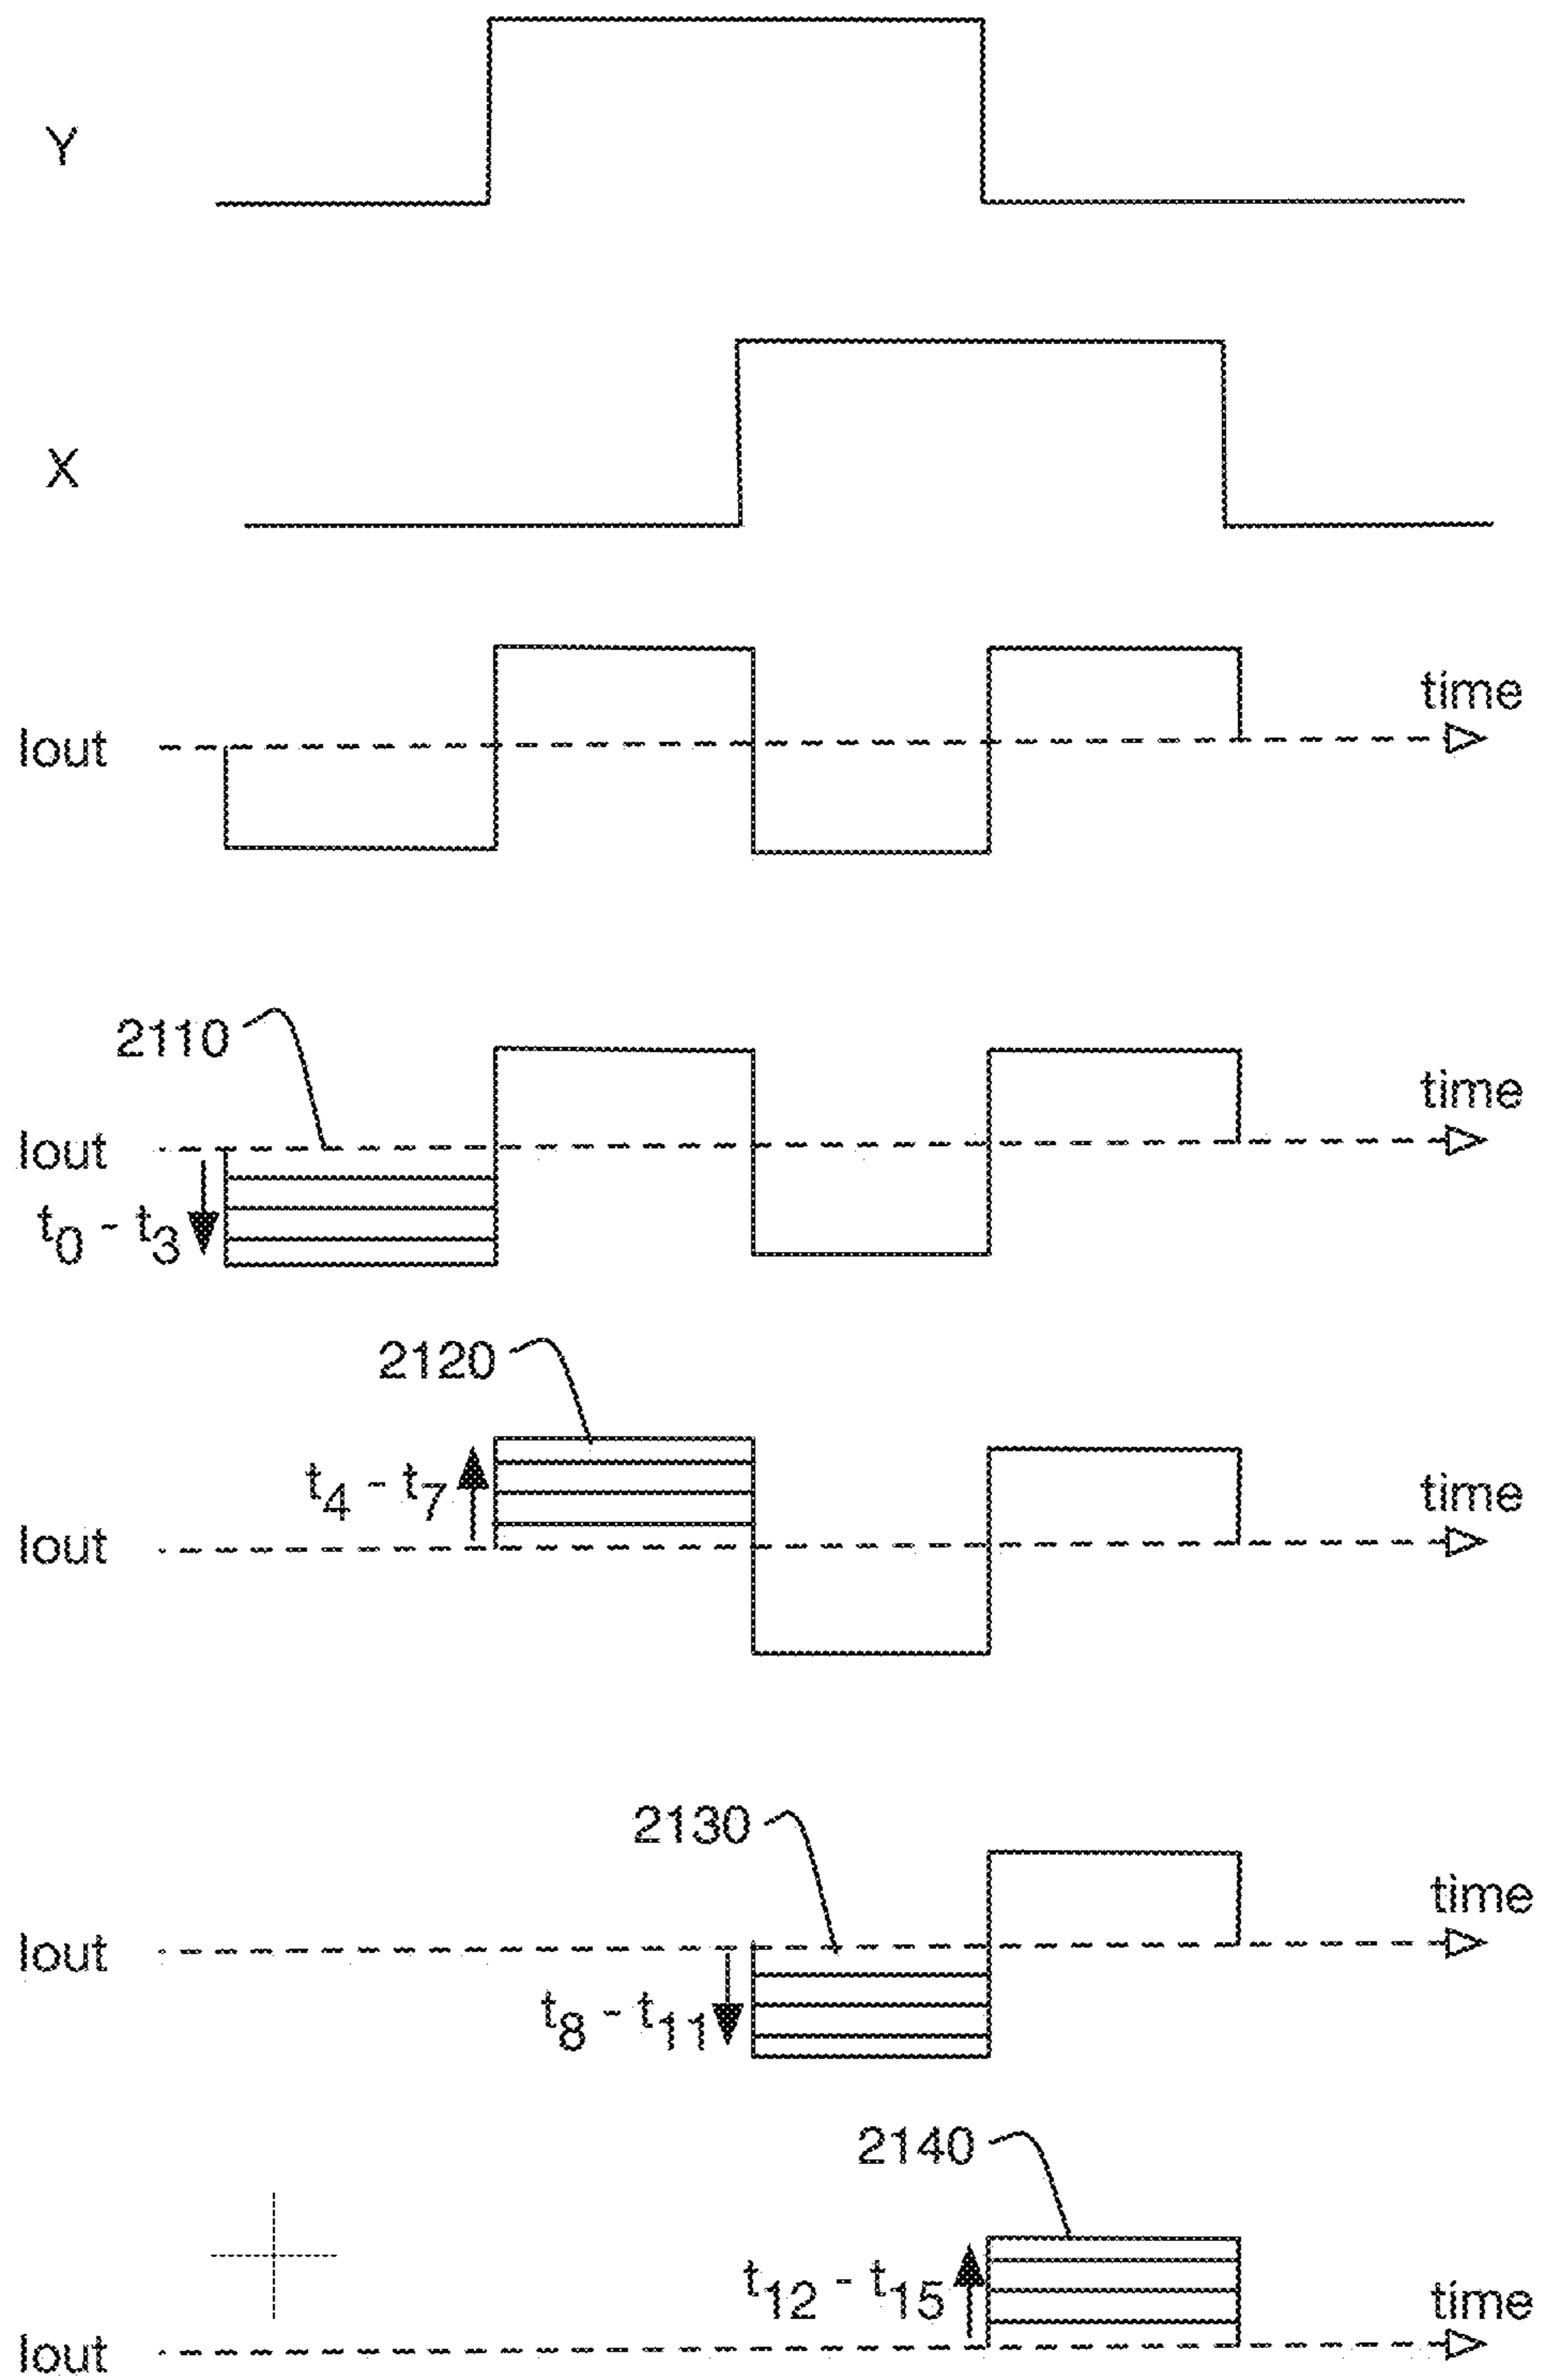 Y
X
time
Iout
2110
time
Iout
t0 - t3
2120
t4 - t7
time
Iout
2130
time
Iout
t8 - t11
2140
t12 - t15
time
Iout